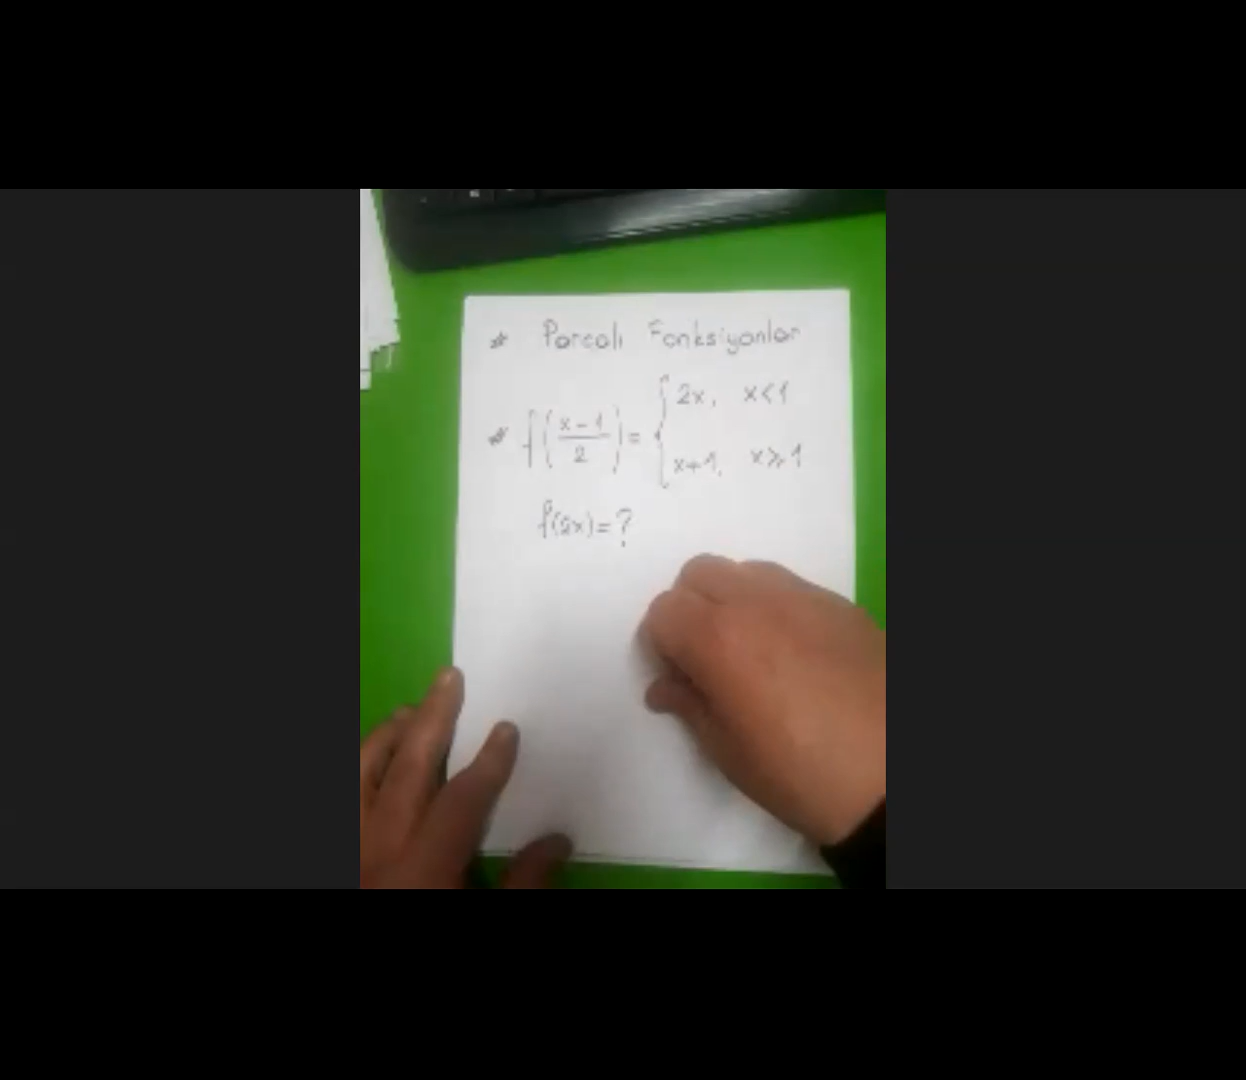 * Parçalı Fonksiyonlar
* f((x-1)/2) = { 2x, x<1
x+1, x≥1
f(2x)=?